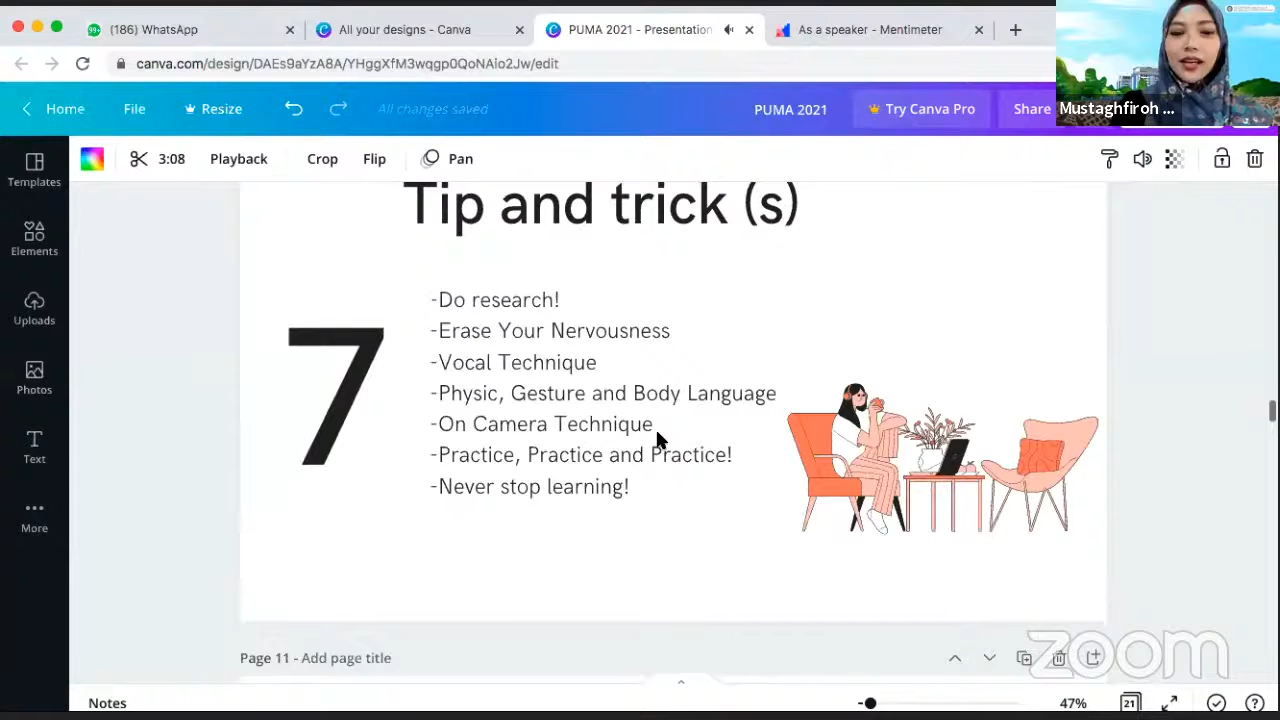 (186) WhatsApp
All your designs - Canva
PUMA 2021 - Presentation
As a speaker - Mentimeter
canva.com/design/DAEs9aYzA8A/YHggXfM3wqgp0QoNAio2Jw/edit
Mustaghfiroh ...
Home
File
Resize
All changes saved
PUMA 2021
Try Canva Pro
Share
3:08
Playback
Crop
Flip
Pan
Templates
Elements
Uploads
Photos
Text
More
Tip and trick (s)
7
-Do research!
-Erase Your Nervousness
-Vocal Technique
-Physic, Gesture and Body Language
-On Camera Technique
-Practice, Practice and Practice!
-Never stop learning!
Page 11 - Add page title
zoom
Notes
47%
21